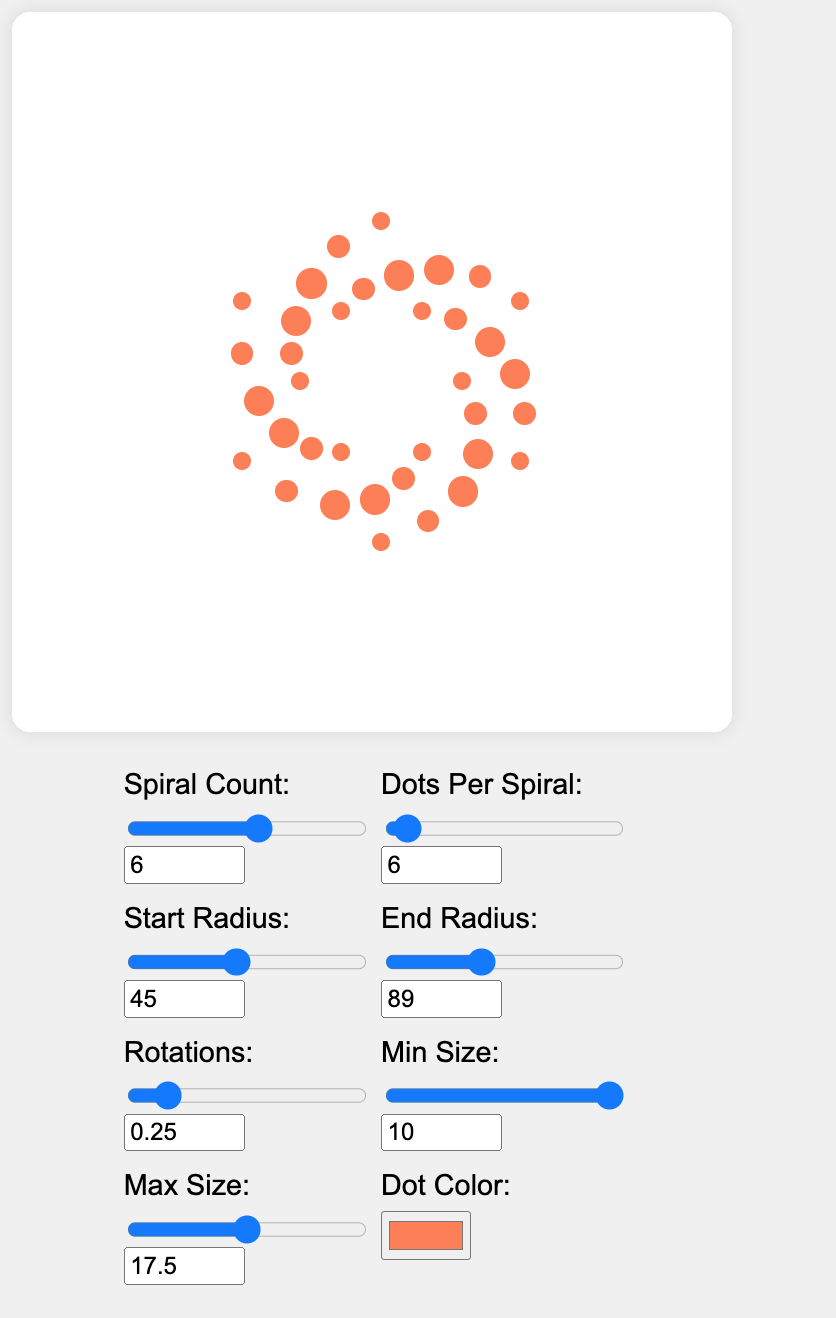 Spiral Count: Dots Per Spiral:
6 6
Start Radius: End Radius:
45 89
Rotations: Min Size:
0.25 10
Max Size: Dot Color:
17.5